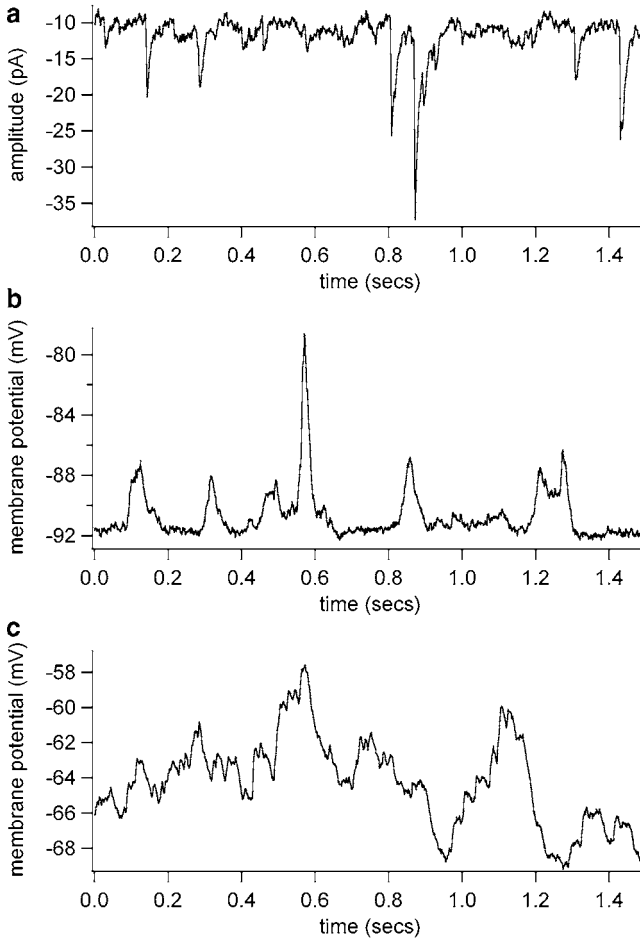 a
amplitude (pA)
-10
-15
-20
-25
-30
-35
0.0 0.2 0.4 0.6 0.8 1.0 1.2 1.4
time (secs)
b
membrane potential (mV)
-80
-84
-88
-92
0.0 0.2 0.4 0.6 0.8 1.0 1.2 1.4
time (secs)
c
membrane potential (mV)
-58
-60
-62
-64
-66
-68
0.0 0.2 0.4 0.6 0.8 1.0 1.2 1.4
time (secs)